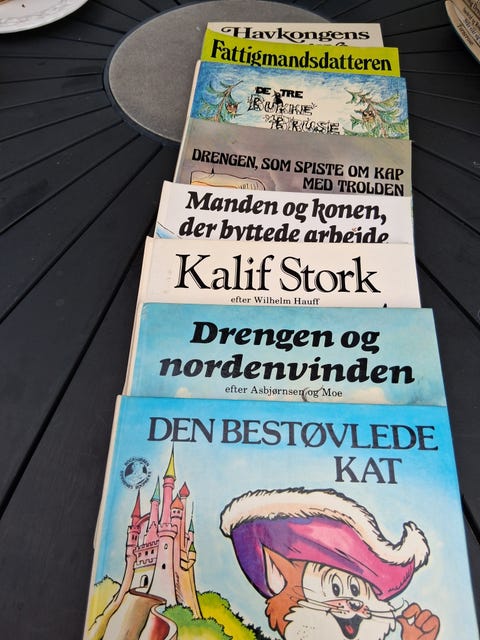 Havkongens
Fattigmandsdatteren
DE TRE
BUKKE
BRUSE
DRENGEN, SOM SPISTE OM KAP
MED TROLDEN
Manden og konen,
der byttede arbejde
Kalif Stork
efter Wilhelm Hauff
Drengen og
nordenvinden
efter Asbjørnsen og Moe
DEN BESTØVLEDE
KAT